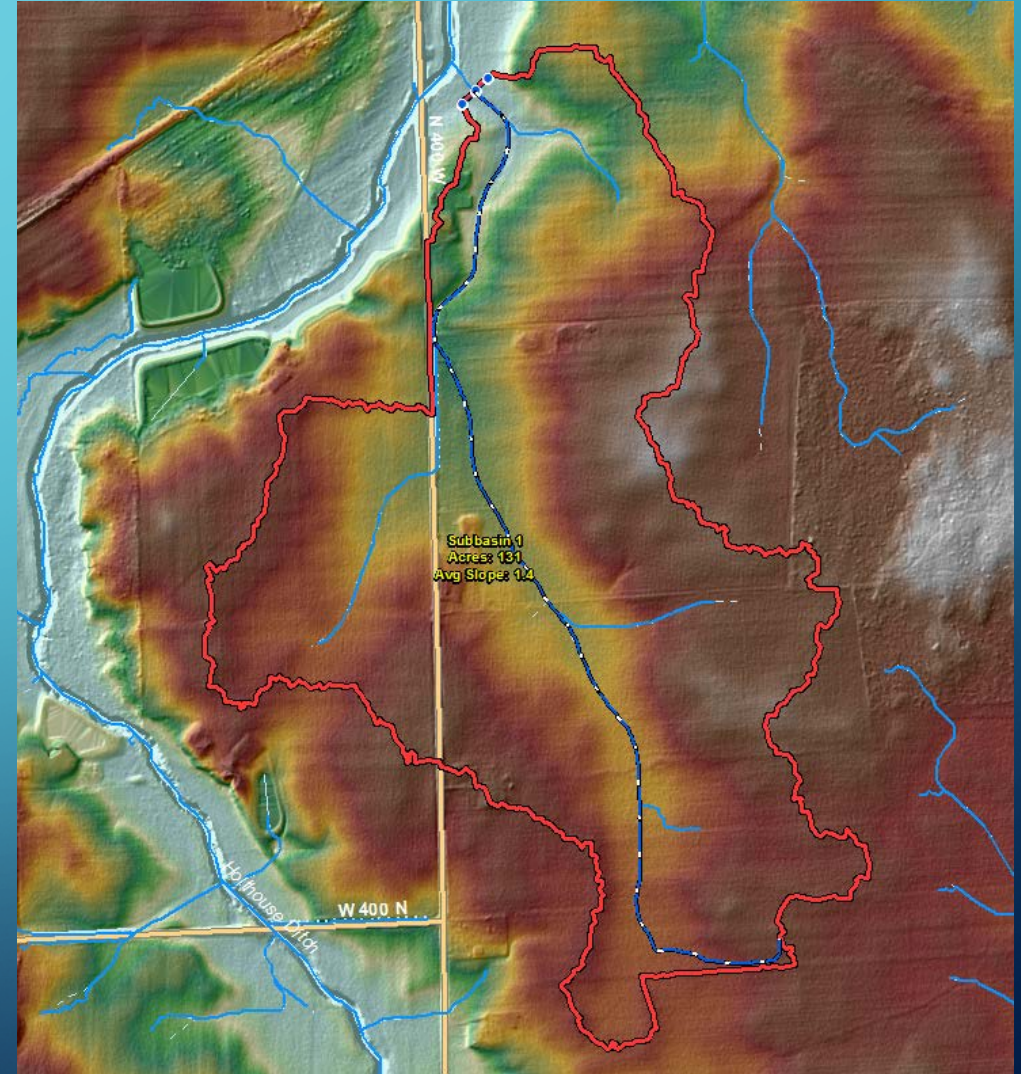 N 400 W
Subbasin 1
Acres: 131
Avg Slope: 1.4
W 400 N
Holthouse Ditch